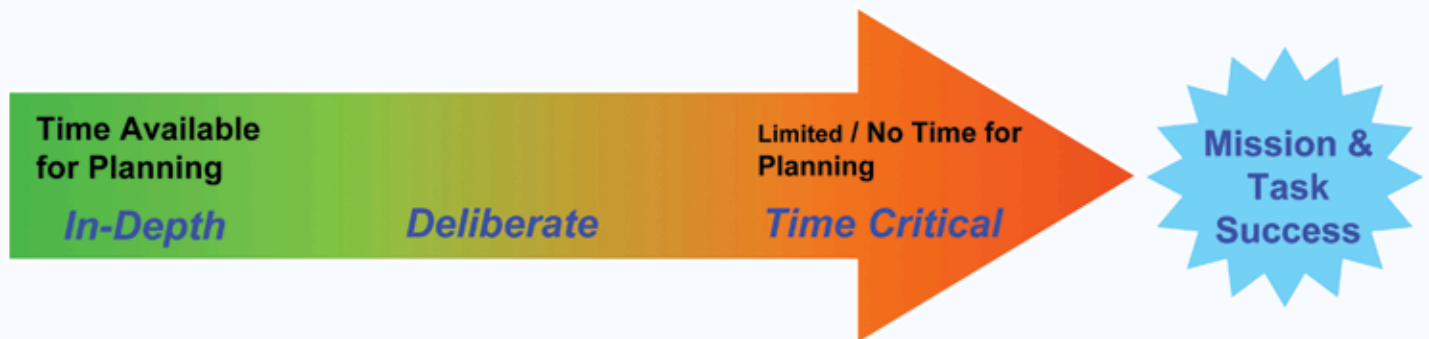 Time Available
for Planning
In-Depth
Deliberate
Limited / No Time for
Planning
Time Critical
Mission &
Task
Success